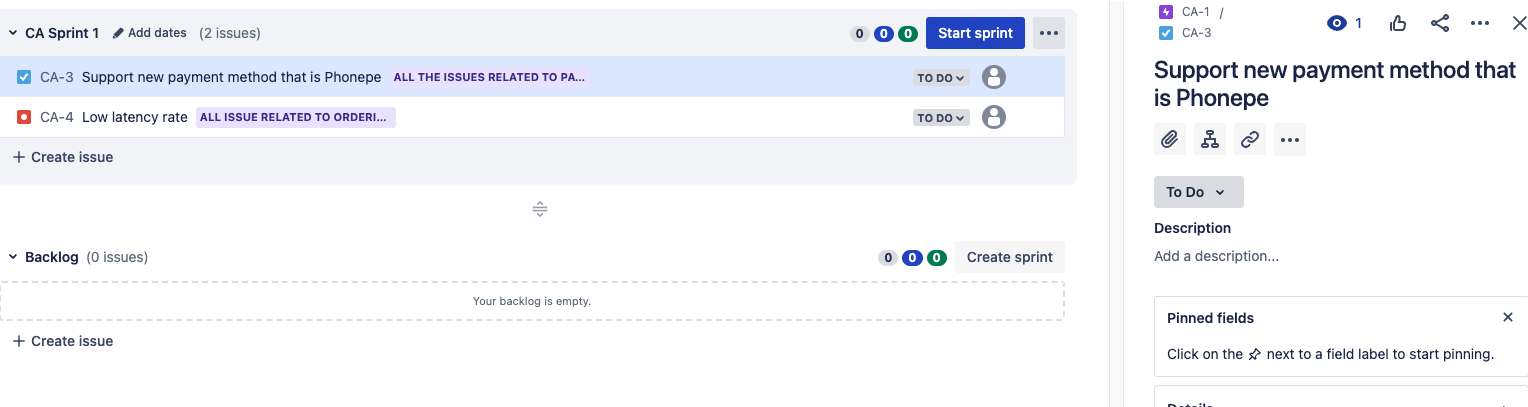 CA Sprint 1 Add dates (2 issues) 0 0 0 Start sprint
CA-3 Support new payment method that is Phonepe ALL THE ISSUES RELATED TO PA... TO DO
CA-4 Low latency rate ALL ISSUE RELATED TO ORDERI... TO DO
+ Create issue
Backlog (0 issues) 0 0 0 Create sprint
Your backlog is empty.
+ Create issue
CA-1 /
CA-3
1
Support new payment method that
is Phonepe
To Do
Description
Add a description...
Pinned fields
Click on the next to a field label to start pinning.
Details